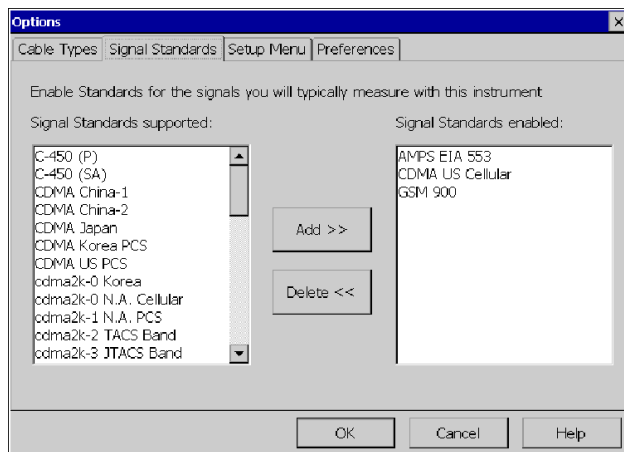 Options
Cable Types Signal Standards Setup Menu Preferences
Enable Standards for the signals you will typically measure with this instrument
Signal Standards supported: Signal Standards enabled:
C-450 (P)
C-450 (SA)
CDMA China-1
CDMA China-2
CDMA Japan
CDMA Korea PCS
CDMA US PCS
cdma2k-0 Korea
cdma2k-0 N.A. Cellular
cdma2k-1 N.A. PCS
cdma2k-2 TACS Band
cdma2k-3 JTACS Band
Add >>
Delete <<
AMPS EIA 553
CDMA US Cellular
GSM 900
OK Cancel Help